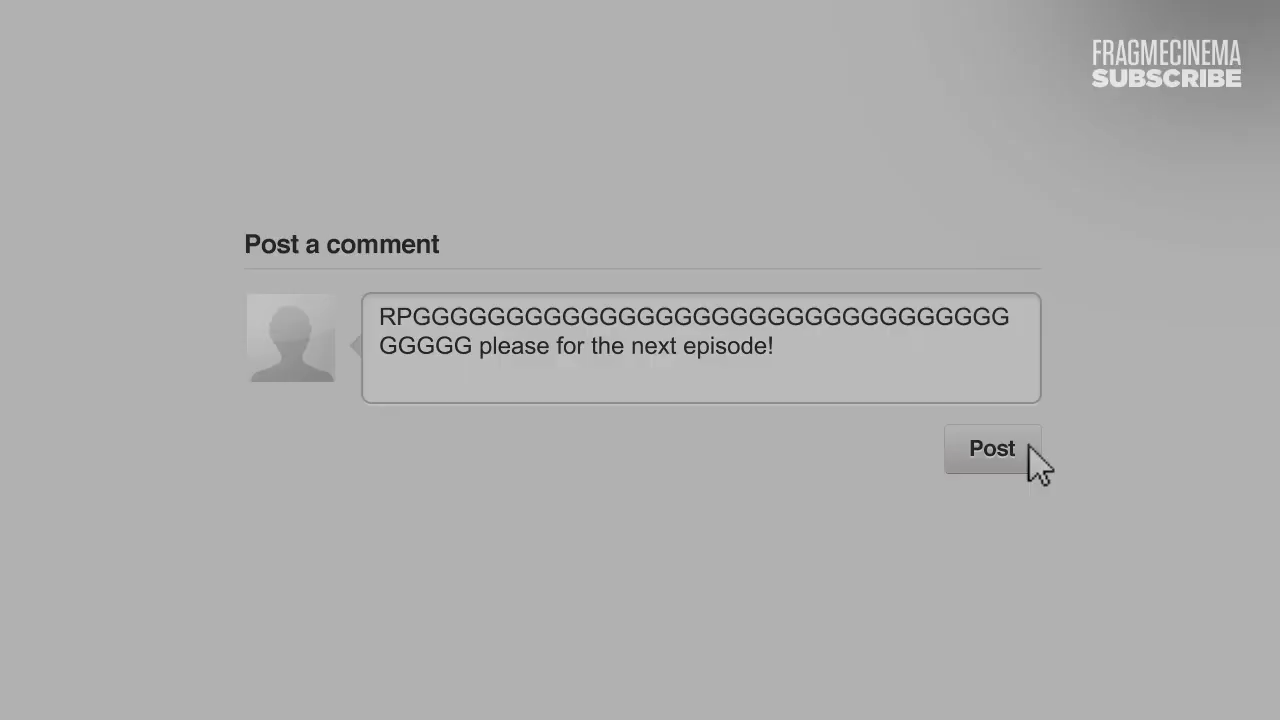 FRAGMECINEMA
SUBSCRIBE
Post a comment
RPGGGGGGGGGGGGGGGGGGGGGGGGGGGGGGGG
GGGGG please for the next episode!
Post